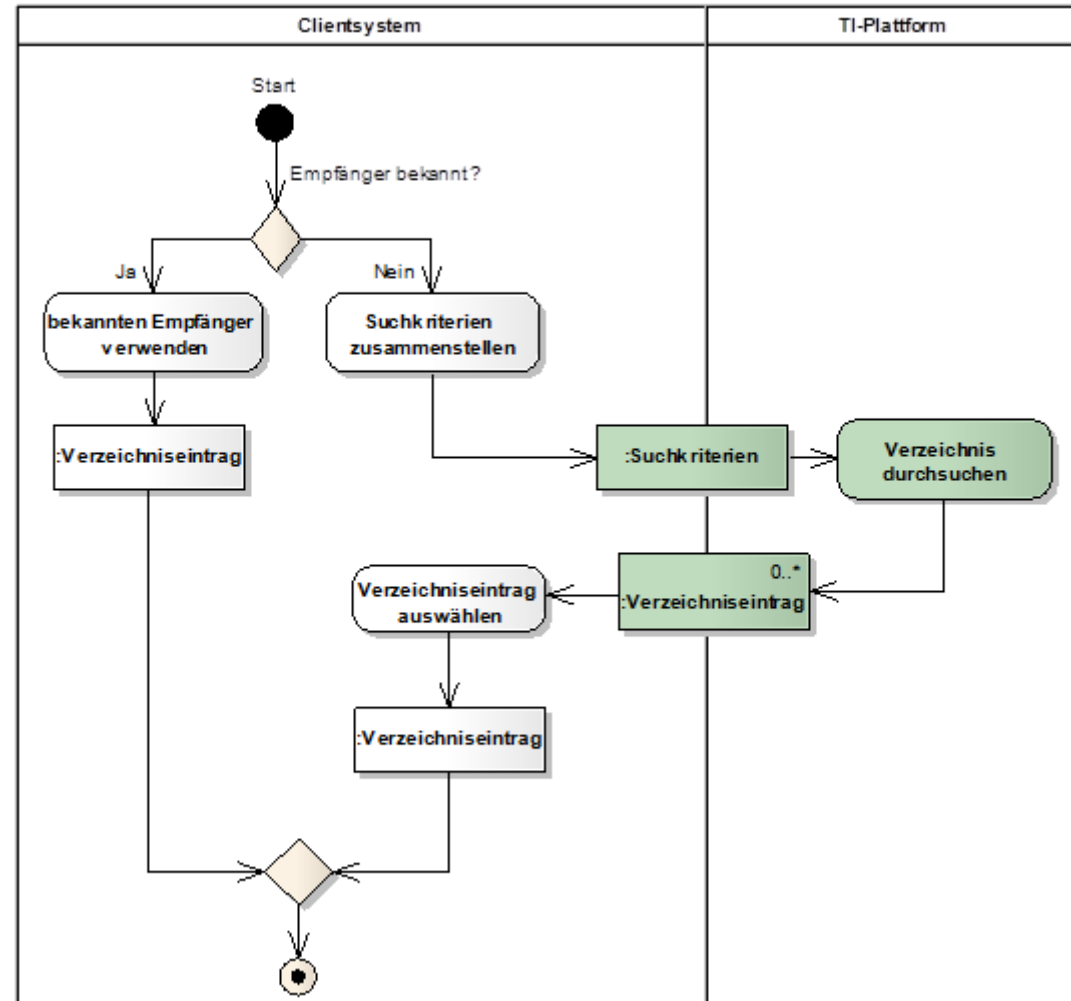 Clientsystem
TI-Plattform
Start
Empfänger bekannt?
Ja
Nein
bekannten Empfänger
verwenden
Suchkriterien
zusammenstellen
:Verzeichniseintrag
:Suchkriterien
Verzeichnis
durchsuchen
0..*
:Verzeichniseintrag
Verzeichniseintrag
auswählen
:Verzeichniseintrag